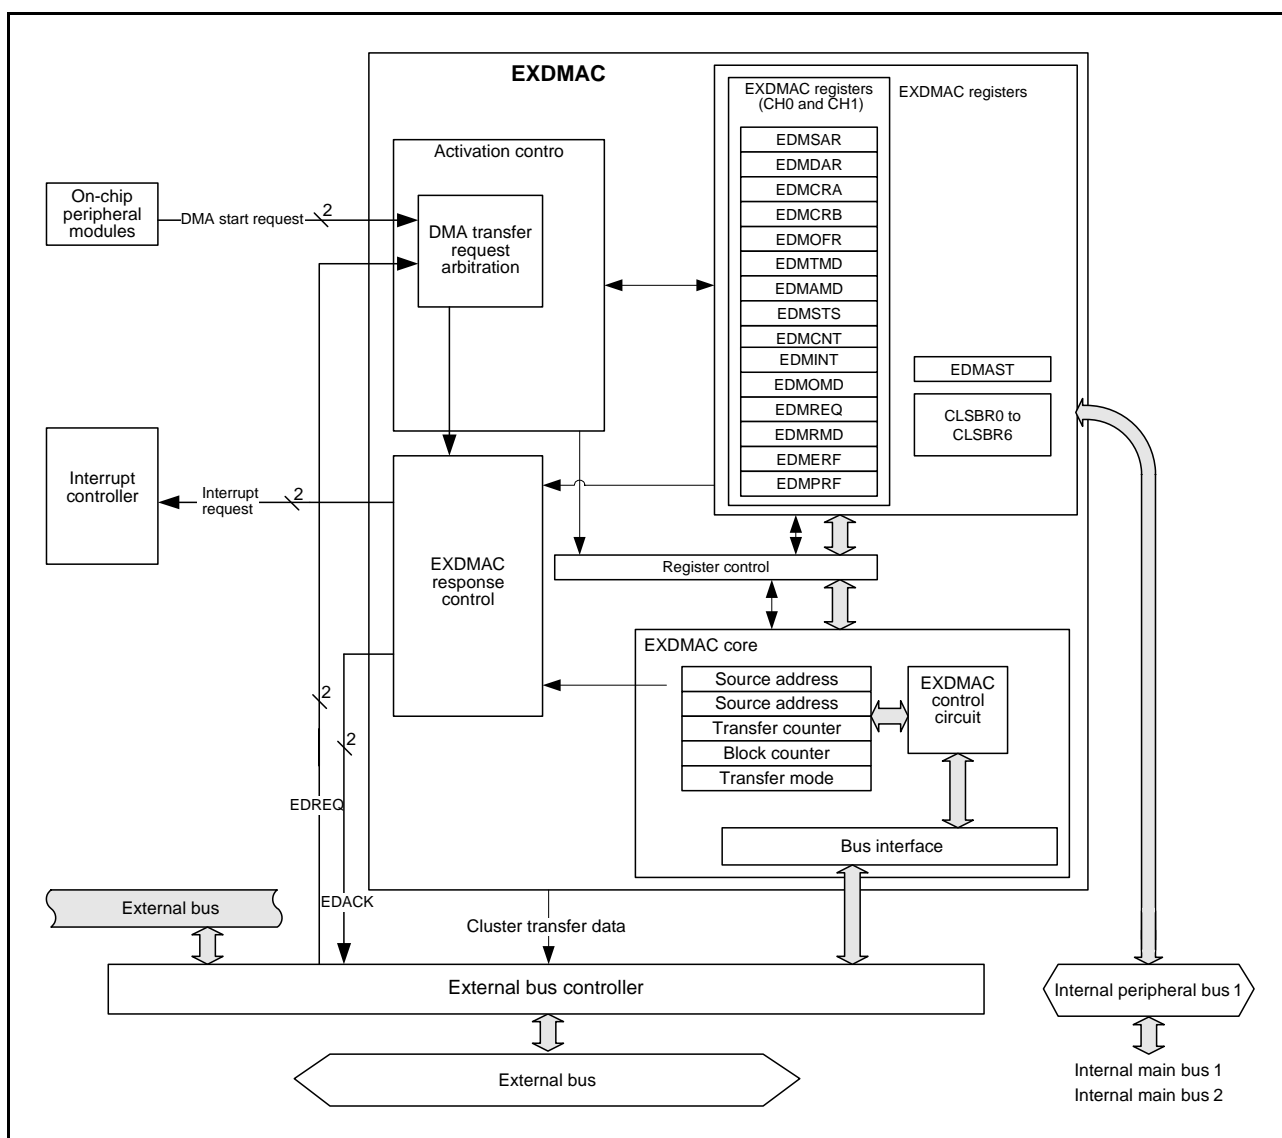 EXDMAC
EXDMAC registers
(CH0 and CH1)
EXDMAC registers
EDMSAR
EDMDAR
EDMCRA
EDMCRB
EDMOFR
EDMTMD
EDMAMD
EDMSTS
EDMCNT
EDMINT
EDMOMD
EDMREQ
EDMRMD
EDMERF
EDMPRF
EDMAST
CLSBR0 to
CLSBR6
Activation contro
On-chip
peripheral
modules
DMA start request
2
DMA transfer
request
arbitration
Interrupt
controller
Interrupt
request
2
EXDMAC
response
control
Register control
EXDMAC core
Source address
Source address
Transfer counter
Block counter
Transfer mode
EXDMAC
control
circuit
Bus interface
2
2
EDREQ
EDACK
Cluster transfer data
External bus
External bus controller
External bus
Internal peripheral bus 1
Internal main bus 1
Internal main bus 2